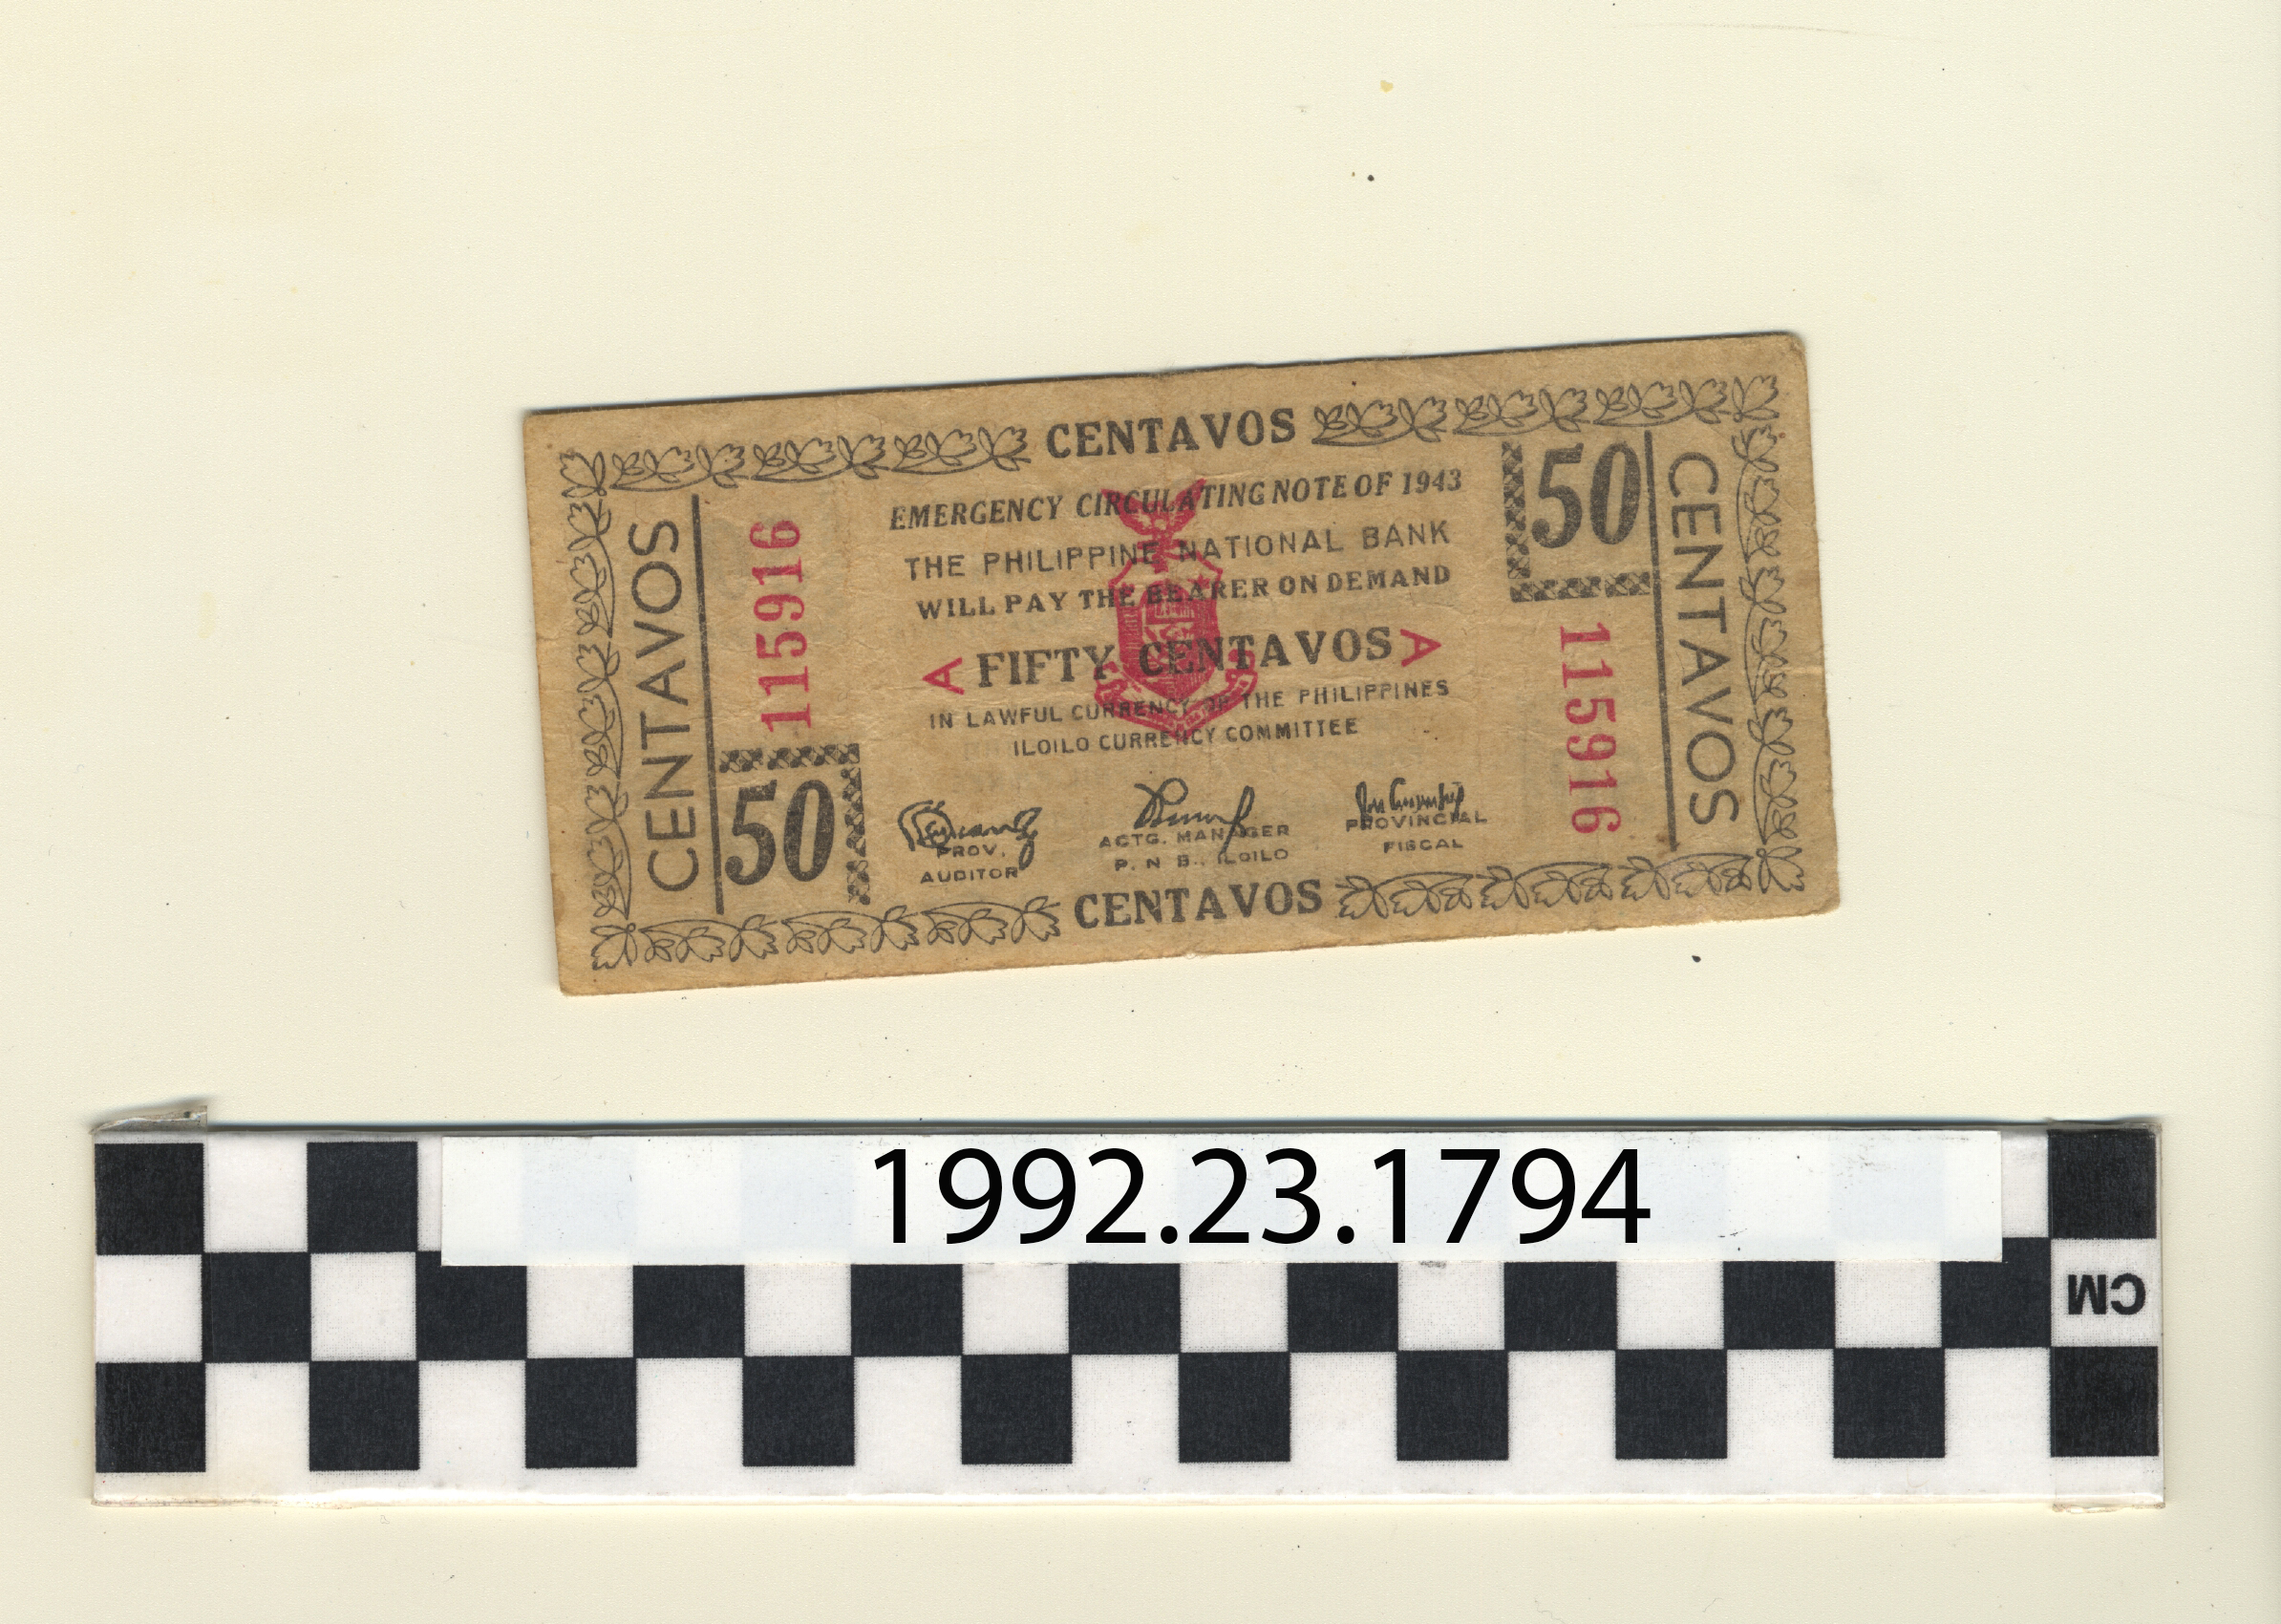 CENTAVOS
EMERGENCY CIRCULATING NOTE OF 1943
THE PHILIPPINE NATIONAL BANK
WILL PAY THE BEARER ON DEMAND
A FIFTY CENTAVOS A
IN LAWFUL CURRENCY OF THE PHILIPPINES
ILOILO CURRENCY COMMITTEE
CENTAVOS
115916
50
50
115916
CENTAVOS
PROV.
AUDITOR
ACTG. MANAGER
P. N B., ILOILO
PROVINCIAL
FISCAL
CENTAVOS
1992.23.1794
CM